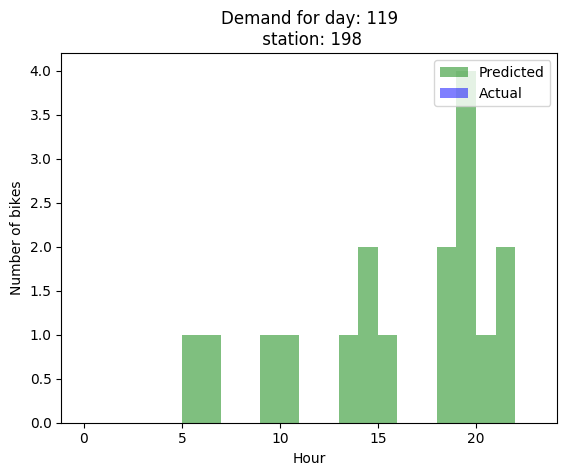 Demand for day: 119
station: 198
Predicted
Actual
4.0
3.5
3.0
2.5
2.0
1.5
1.0
0.5
0.0
Number of bikes
0 5 10 15 20
Hour